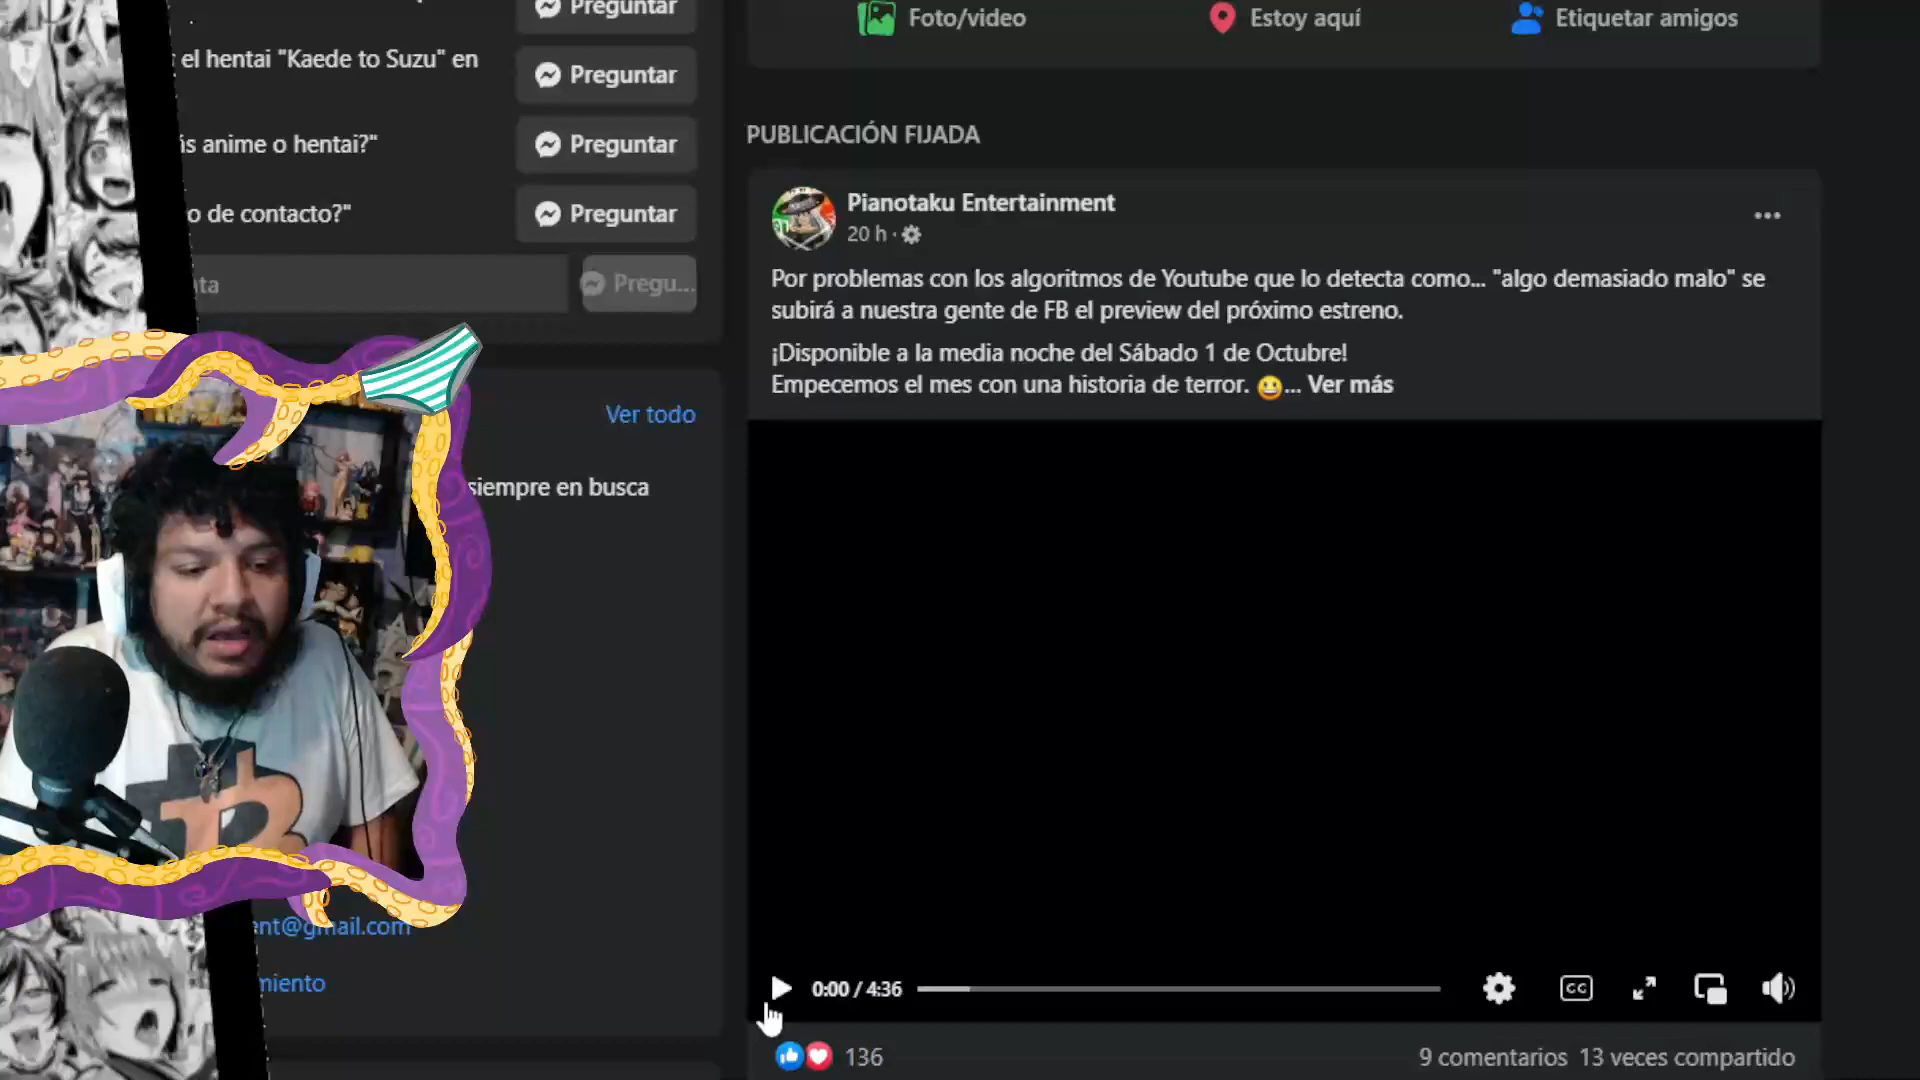 Preguntar
el hentai "Kaede to Suzu" en
Preguntar
ás anime o hentai?"
Preguntar
o de contacto?"
Preguntar
nta
Pregu...
Ver todo
siempre en busca
ent@gmail.com
miento
Foto/video
Estoy aquí
Etiquetar amigos
PUBLICACIÓN FIJADA
Pianotaku Entertainment
20 h ·
Por problemas con los algoritmos de Youtube que lo detecta como... "algo demasiado malo" se
subirá a nuestra gente de FB el preview del próximo estreno.
¡Disponible a la media noche del Sábado 1 de Octubre!
Empecemos el mes con una historia de terror. 😀... Ver más
0:00 / 4:36
CC
136
9 comentarios 13 veces compartido